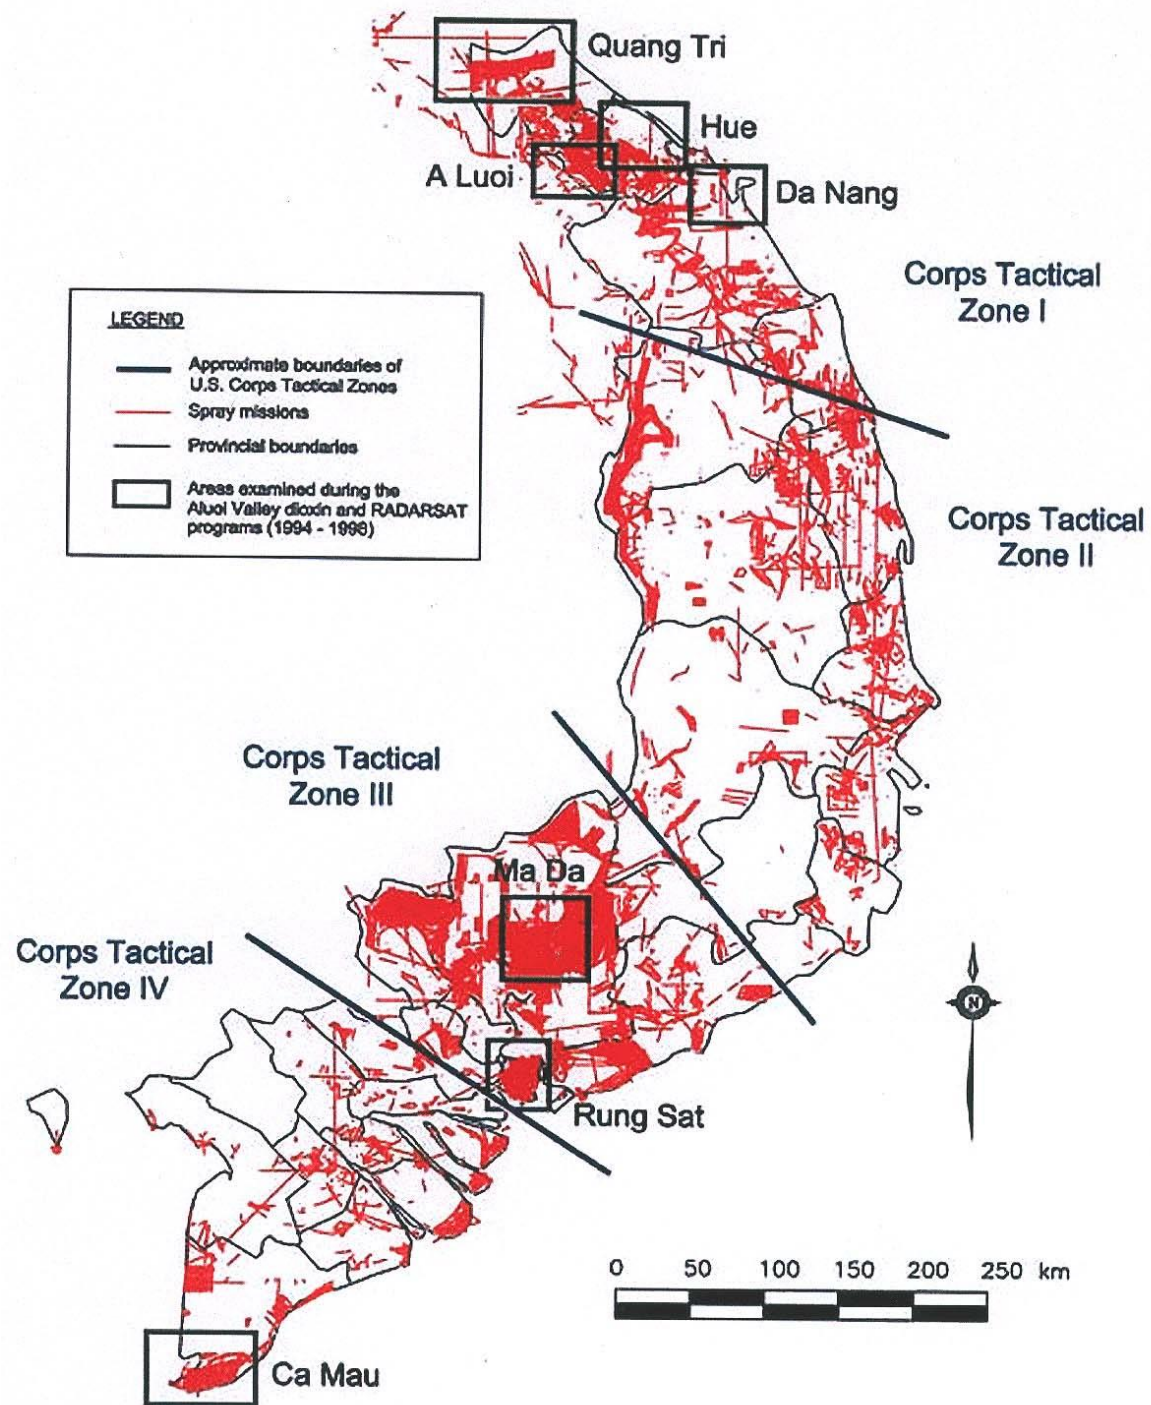 Quang Tri
Hue
A Luoi
Da Nang
Corps Tactical
Zone I
LEGEND
Approximate boundaries of
U.S. Corps Tactical Zones
Spray missions
Provincial boundaries
Areas examined during the
Aluoi Valley dioxin and RADARSAT
programs (1994 - 1998)
Corps Tactical
Zone II
Corps Tactical
Zone III
Ma Da
Corps Tactical
Zone IV
N
Rung Sat
0 50 100 150 200 250 km
Ca Mau